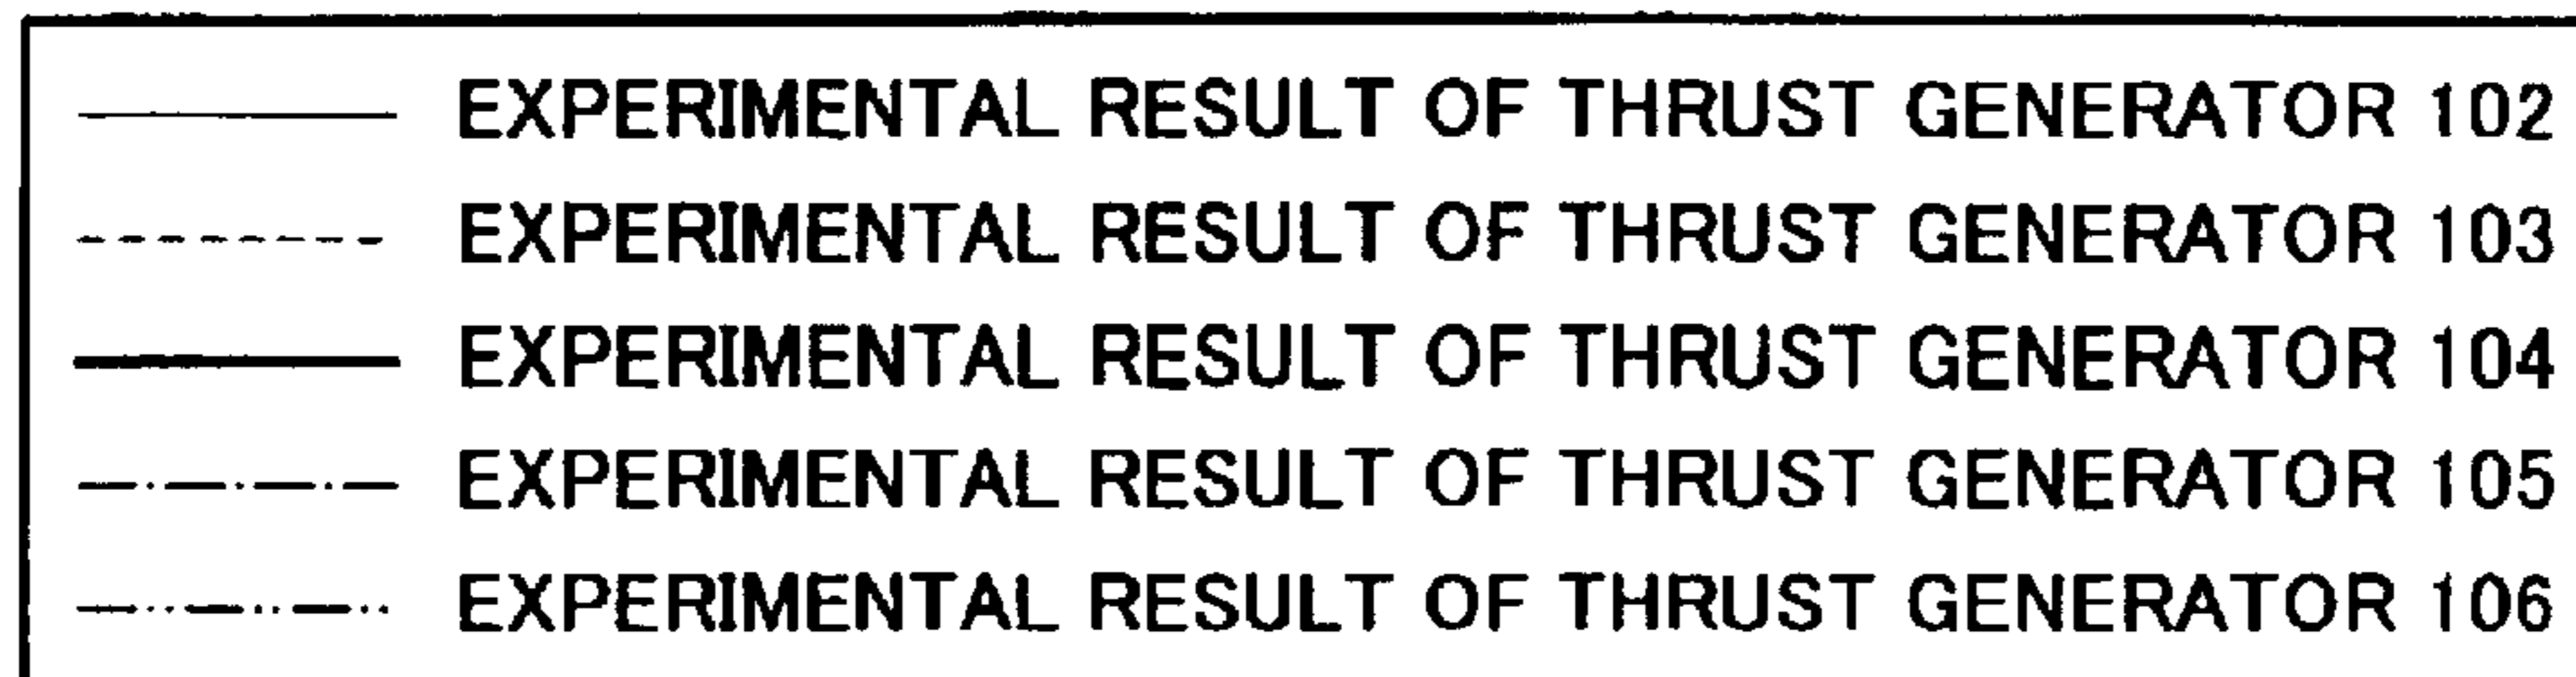 EXPERIMENTAL RESULT OF THRUST GENERATOR 102
EXPERIMENTAL RESULT OF THRUST GENERATOR 103
EXPERIMENTAL RESULT OF THRUST GENERATOR 104
EXPERIMENTAL RESULT OF THRUST GENERATOR 105
EXPERIMENTAL RESULT OF THRUST GENERATOR 106